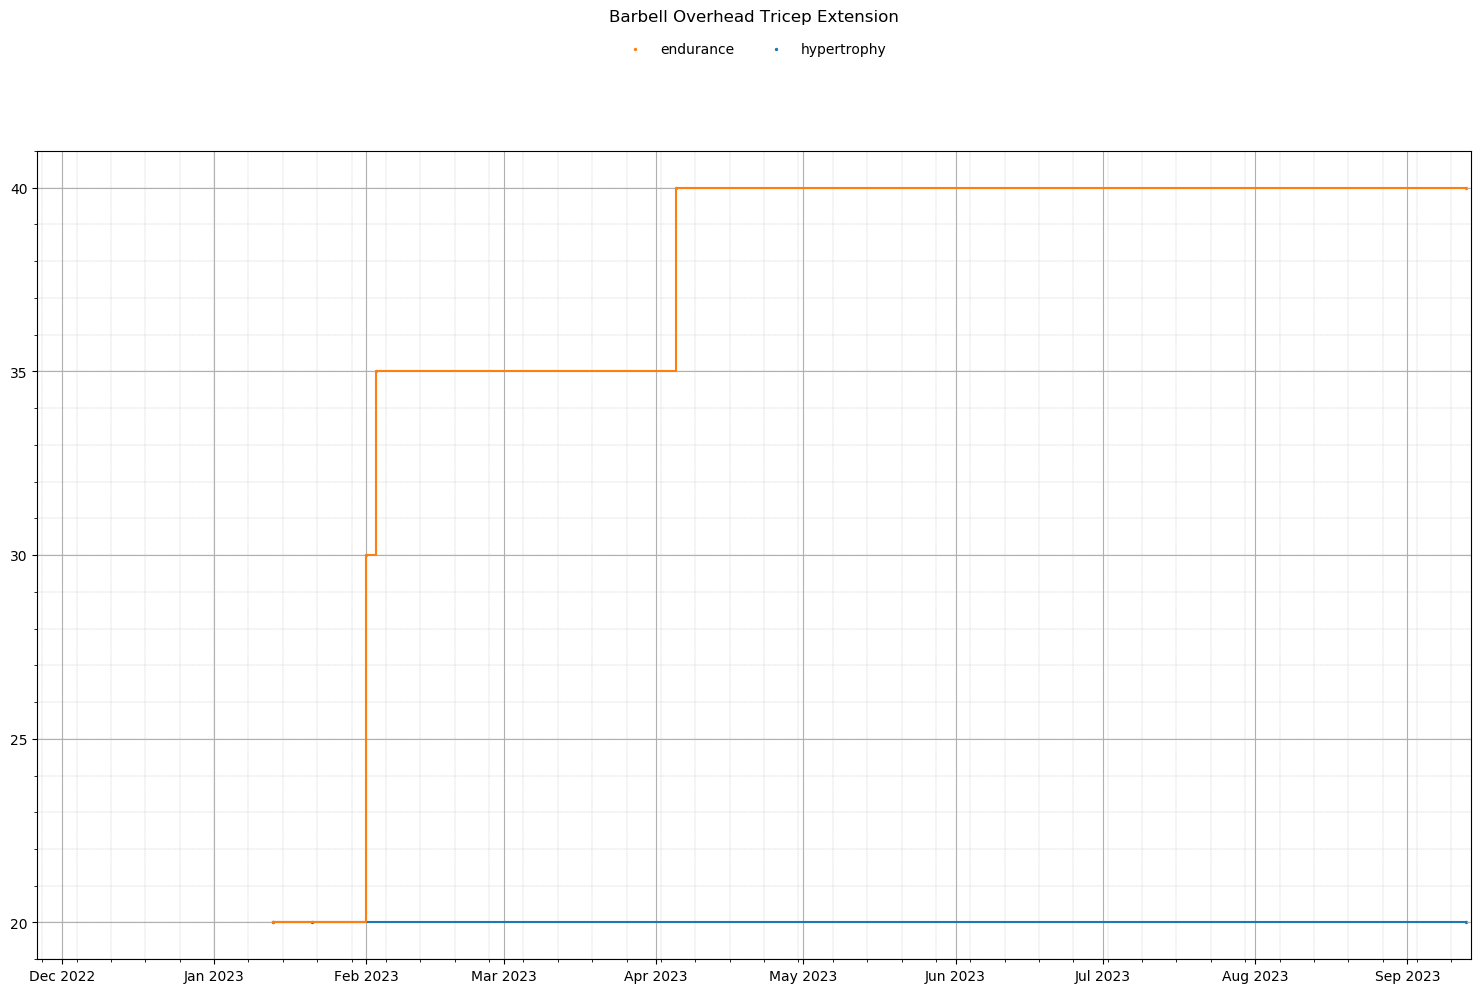 Barbell Overhead Tricep Extension
endurance hypertrophy
40
35
30
25
20
Dec 2022 Jan 2023 Feb 2023 Mar 2023 Apr 2023 May 2023 Jun 2023 Jul 2023 Aug 2023 Sep 2023